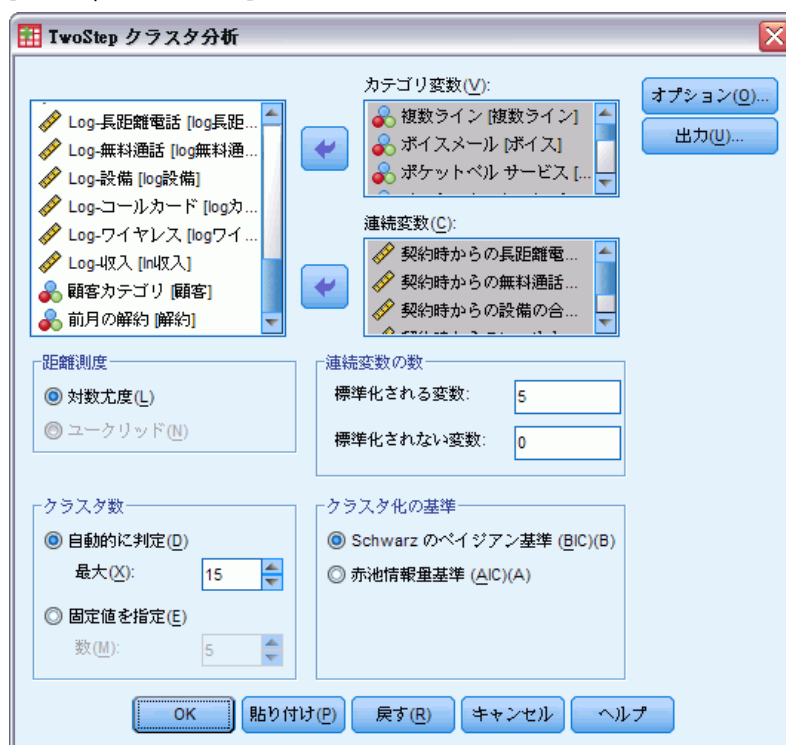 TwoStep クラスタ分析
カテゴリ変数(V):
オプション(O)...
出力(U)...
Log-長距離電話 [log長距...
Log-無料通話 [log無料通...
Log-設備 [log設備]
Log-コールカード [logカ...
Log-ワイヤレス [logワイ...
Log-収入 [ln収入]
顧客カテゴリ [顧客]
前月の解約 [解約]
複数ライン [複数ライン]
ボイスメール [ボイス]
ポケットベル サービス [...
連続変数(C):
契約時からの長距離電...
契約時からの無料通話...
契約時からの設備の合...
距離測度
対数尤度(L)
ユークリッド(N)
連続変数の数
標準化される変数: 5
標準化されない変数: 0
クラスタ数
自動的に判定(D)
最大(X): 15
固定値を指定(E)
数(M): 5
クラスタ化の基準
Schwarz のベイジアン基準 (BIC)(B)
赤池情報量基準 (AIC)(A)
OK
貼り付け(P)
戻す(R)
キャンセル
ヘルプ